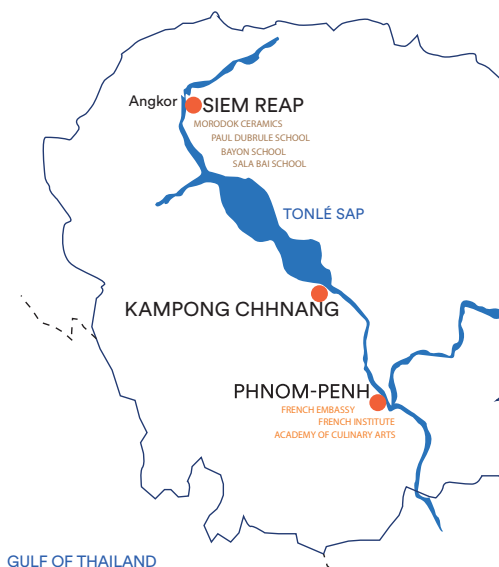 Angkor SIEM REAP
MORODOK CERAMICS
PAUL DUBRULE SCHOOL
BAYON SCHOOL
SALA BAI SCHOOL
TONLÉ SAP
KAMPONG CHHNANG
PHNOM-PENH
FRENCH EMBASSY
FRENCH INSTITUTE
ACADEMY OF CULINARY ARTS
GULF OF THAILAND